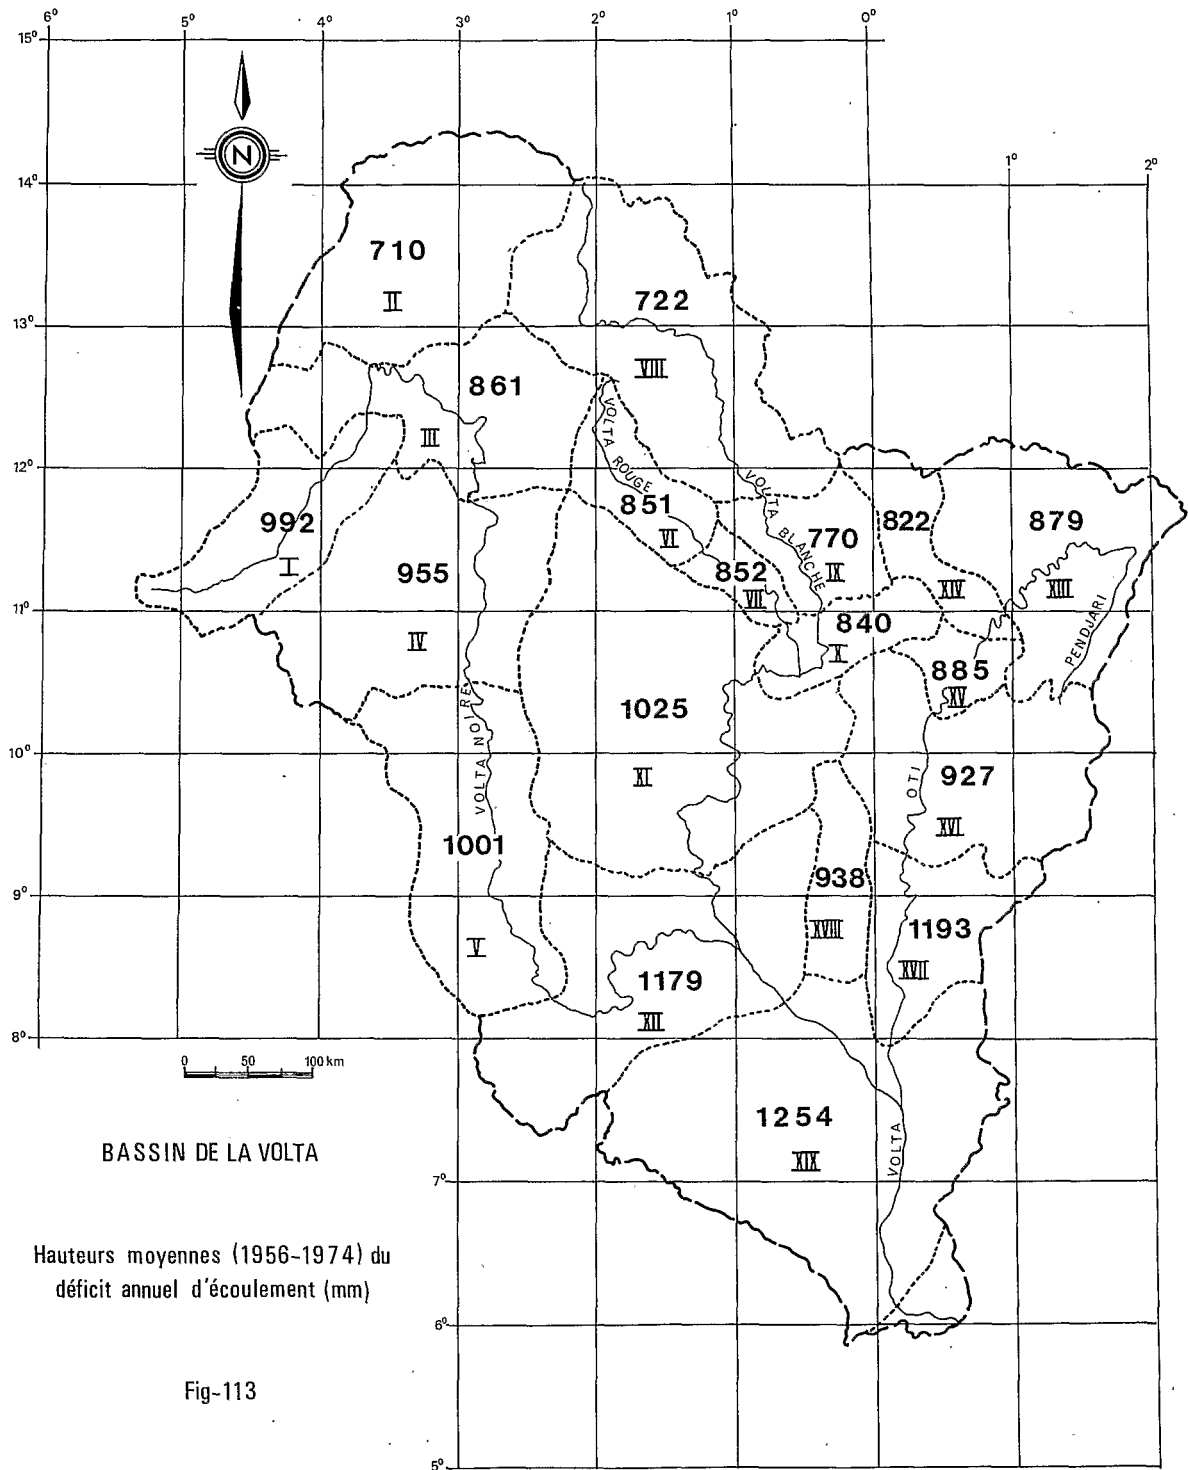 6° 5° 4° 3° 2° 1° 0°
15°
N
14°
1° 2°
710
II
722
13°
VIII
861
III
VOLTA ROUGE
12°
VOLTA BLANCHE
851
VI
992
I
770
IX
822
879
955
852
VII
XIV
XIII
11°
840
X
IV
PENDJARI
885
XV
1025
VOLTA NOIRE
10°
XI
OTI
927
XVI
1001
938
9°
XVIII
1193
V
XVII
1179
XII
8°
0 50 100 km
1254
XIX
BASSIN DE LA VOLTA
VOLTA
7°
Hauteurs moyennes (1956-1974) du
déficit annuel d'écoulement (mm)
6°
Fig-113
5°